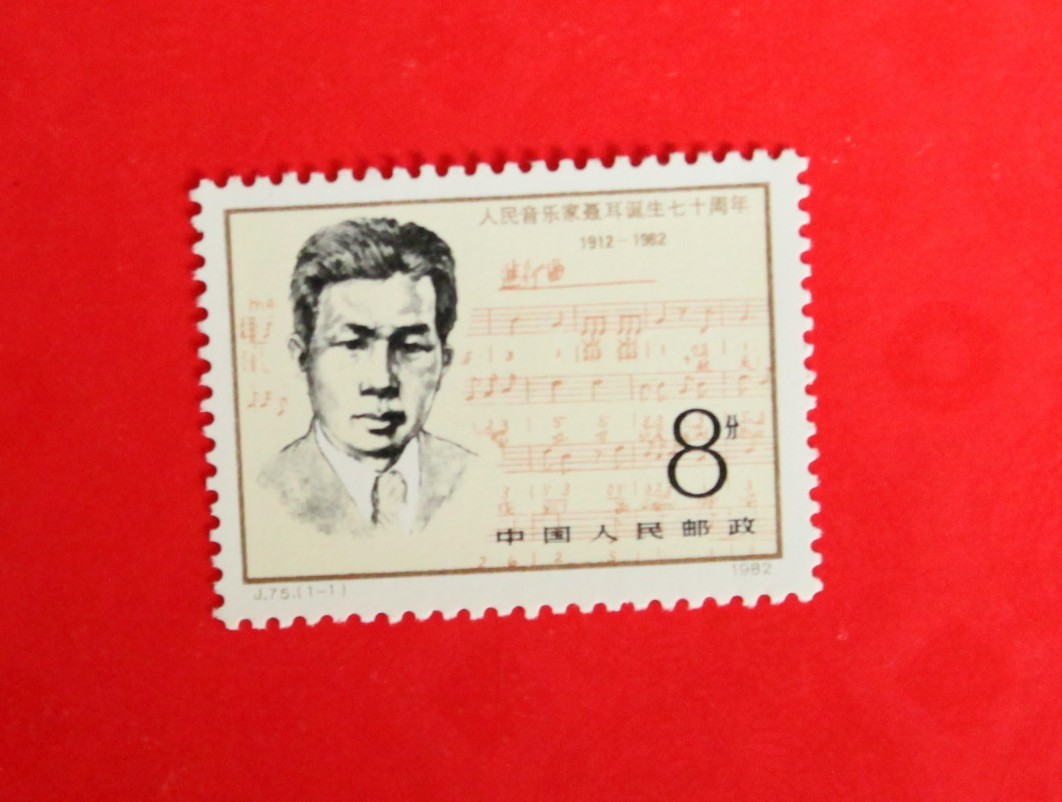 人民音乐家聂耳诞生七十周年
1912-1982
进行曲
8分
中国人民邮政
J.75.(1-1)
1982